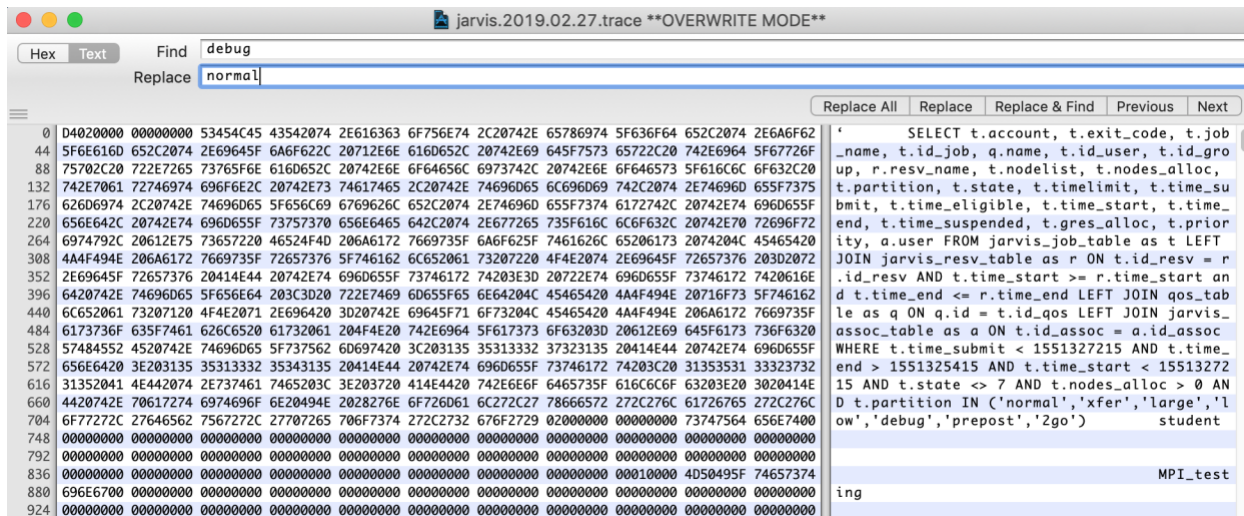 jarvis.2019.02.27.trace **OVERWRITE MODE**
Hex Text Find debug
Replace normal
Replace All Replace Replace & Find Previous Next
0 D4020000 00000000 53454C45 43542074 2E616363 6F756E74 2C20742E 65786974 5F636F64 652C2074 2E6A6F62 ‘ SELECT t.account, t.exit_code, t.job
44 5F6E616D 652C2074 2E69645F 6A6F622C 20712E6E 616D652C 20742E69 645F7573 65722C20 742E6964 5F67726F _name, t.id_job, q.name, t.id_user, t.id_gro
88 75702C20 722E7265 73765F6E 616D652C 20742E6E 6F64656C 6973742C 20742E6E 6F646573 5F616C6C 6F632C20 up, r.resv_name, t.nodelist, t.nodes_alloc,
132 742E7061 72746974 696F6E2C 20742E73 74617465 2C20742E 74696D65 6C696D69 742C2074 2E74696D 655F7375 t.partition, t.state, t.timelimit, t.time_su
176 626D6974 2C20742E 74696D65 5F656C69 6769626C 652C2074 2E74696D 655F7374 6172742C 20742E74 696D655F bmit, t.time_eligible, t.time_start, t.time_
220 656E642C 20742E74 696D655F 73757370 656E6465 642C2074 2E677265 735F616C 6C6F632C 20742E70 72696F72 end, t.time_suspended, t.gres_alloc, t.prior
264 6974792C 20612E75 73657220 46524F4D 206A6172 7669735F 6A6F625F 7461626C 65206173 2074204C 45465420 ity, a.user FROM jarvis_job_table as t LEFT
308 4A4F494E 206A6172 7669735F 72657376 5F746162 6C652061 73207220 4F4E2074 2E69645F 72657376 203D2072 JOIN jarvis_resv_table as r ON t.id_resv = r
352 2E69645F 72657376 20414E44 20742E74 696D655F 73746172 74203E3D 20722E74 696D655F 73746172 7420616E .id_resv AND t.time_start >= r.time_start an
396 6420742E 74696D65 5F656E64 203C3D20 722E7469 6D655F65 6E64204C 45465420 4A4F494E 20716F73 5F746162 d t.time_end <= r.time_end LEFT JOIN qos_tab
440 6C652061 73207120 4F4E2071 2E696420 3D20742E 69645F71 6F73204C 45465420 4A4F494E 206A6172 7669735F le as q ON q.id = t.id_qos LEFT JOIN jarvis_
484 6173736F 635F7461 626C6520 61732061 204F4E20 742E6964 5F617373 6F63203D 20612E69 645F6173 736F6320 assoc_table as a ON t.id_assoc = a.id_assoc
528 57484552 4520742E 74696D65 5F737562 6D697420 3C203135 35313332 37323135 20414E44 20742E74 696D655F WHERE t.time_submit < 1551327215 AND t.time_
572 656E6420 3E203135 35313332 35343135 20414E44 20742E74 696D655F 73746172 74203C20 31353531 33323732 end > 1551325415 AND t.time_start < 15513272
616 31352041 4E442074 2E737461 7465203C 3E203720 414E4420 742E6E6F 6465735F 616C6C6F 63203E20 3020414E 15 AND t.state <> 7 AND t.nodes_alloc > 0 AN
660 4420742E 70617274 6974696F 6E20494E 2028276E 6F726D61 6C272C27 78666572 272C276C 61726765 272C276C D t.partition IN ('normal','xfer','large','l
704 6F77272C 27646562 7567272C 27707265 706F7374 272C2732 676F2729 02000000 00000000 73747564 656E7400 ow','debug','prepost','2go') student
748 00000000 00000000 00000000 00000000 00000000 00000000 00000000 00000000 00000000 00000000 00000000
792 00000000 00000000 00000000 00000000 00000000 00000000 00000000 00000000 00000000 00000000 00000000
836 00000000 00000000 00000000 00000000 00000000 00000000 00000000 00000000 00010000 4D50495F 74657374 MPI_test
880 696E6700 00000000 00000000 00000000 00000000 00000000 00000000 00000000 00000000 00000000 00000000 ing
924 00000000 00000000 00000000 00000000 00000000 00000000 00000000 00000000 00000000 00000000 00000000